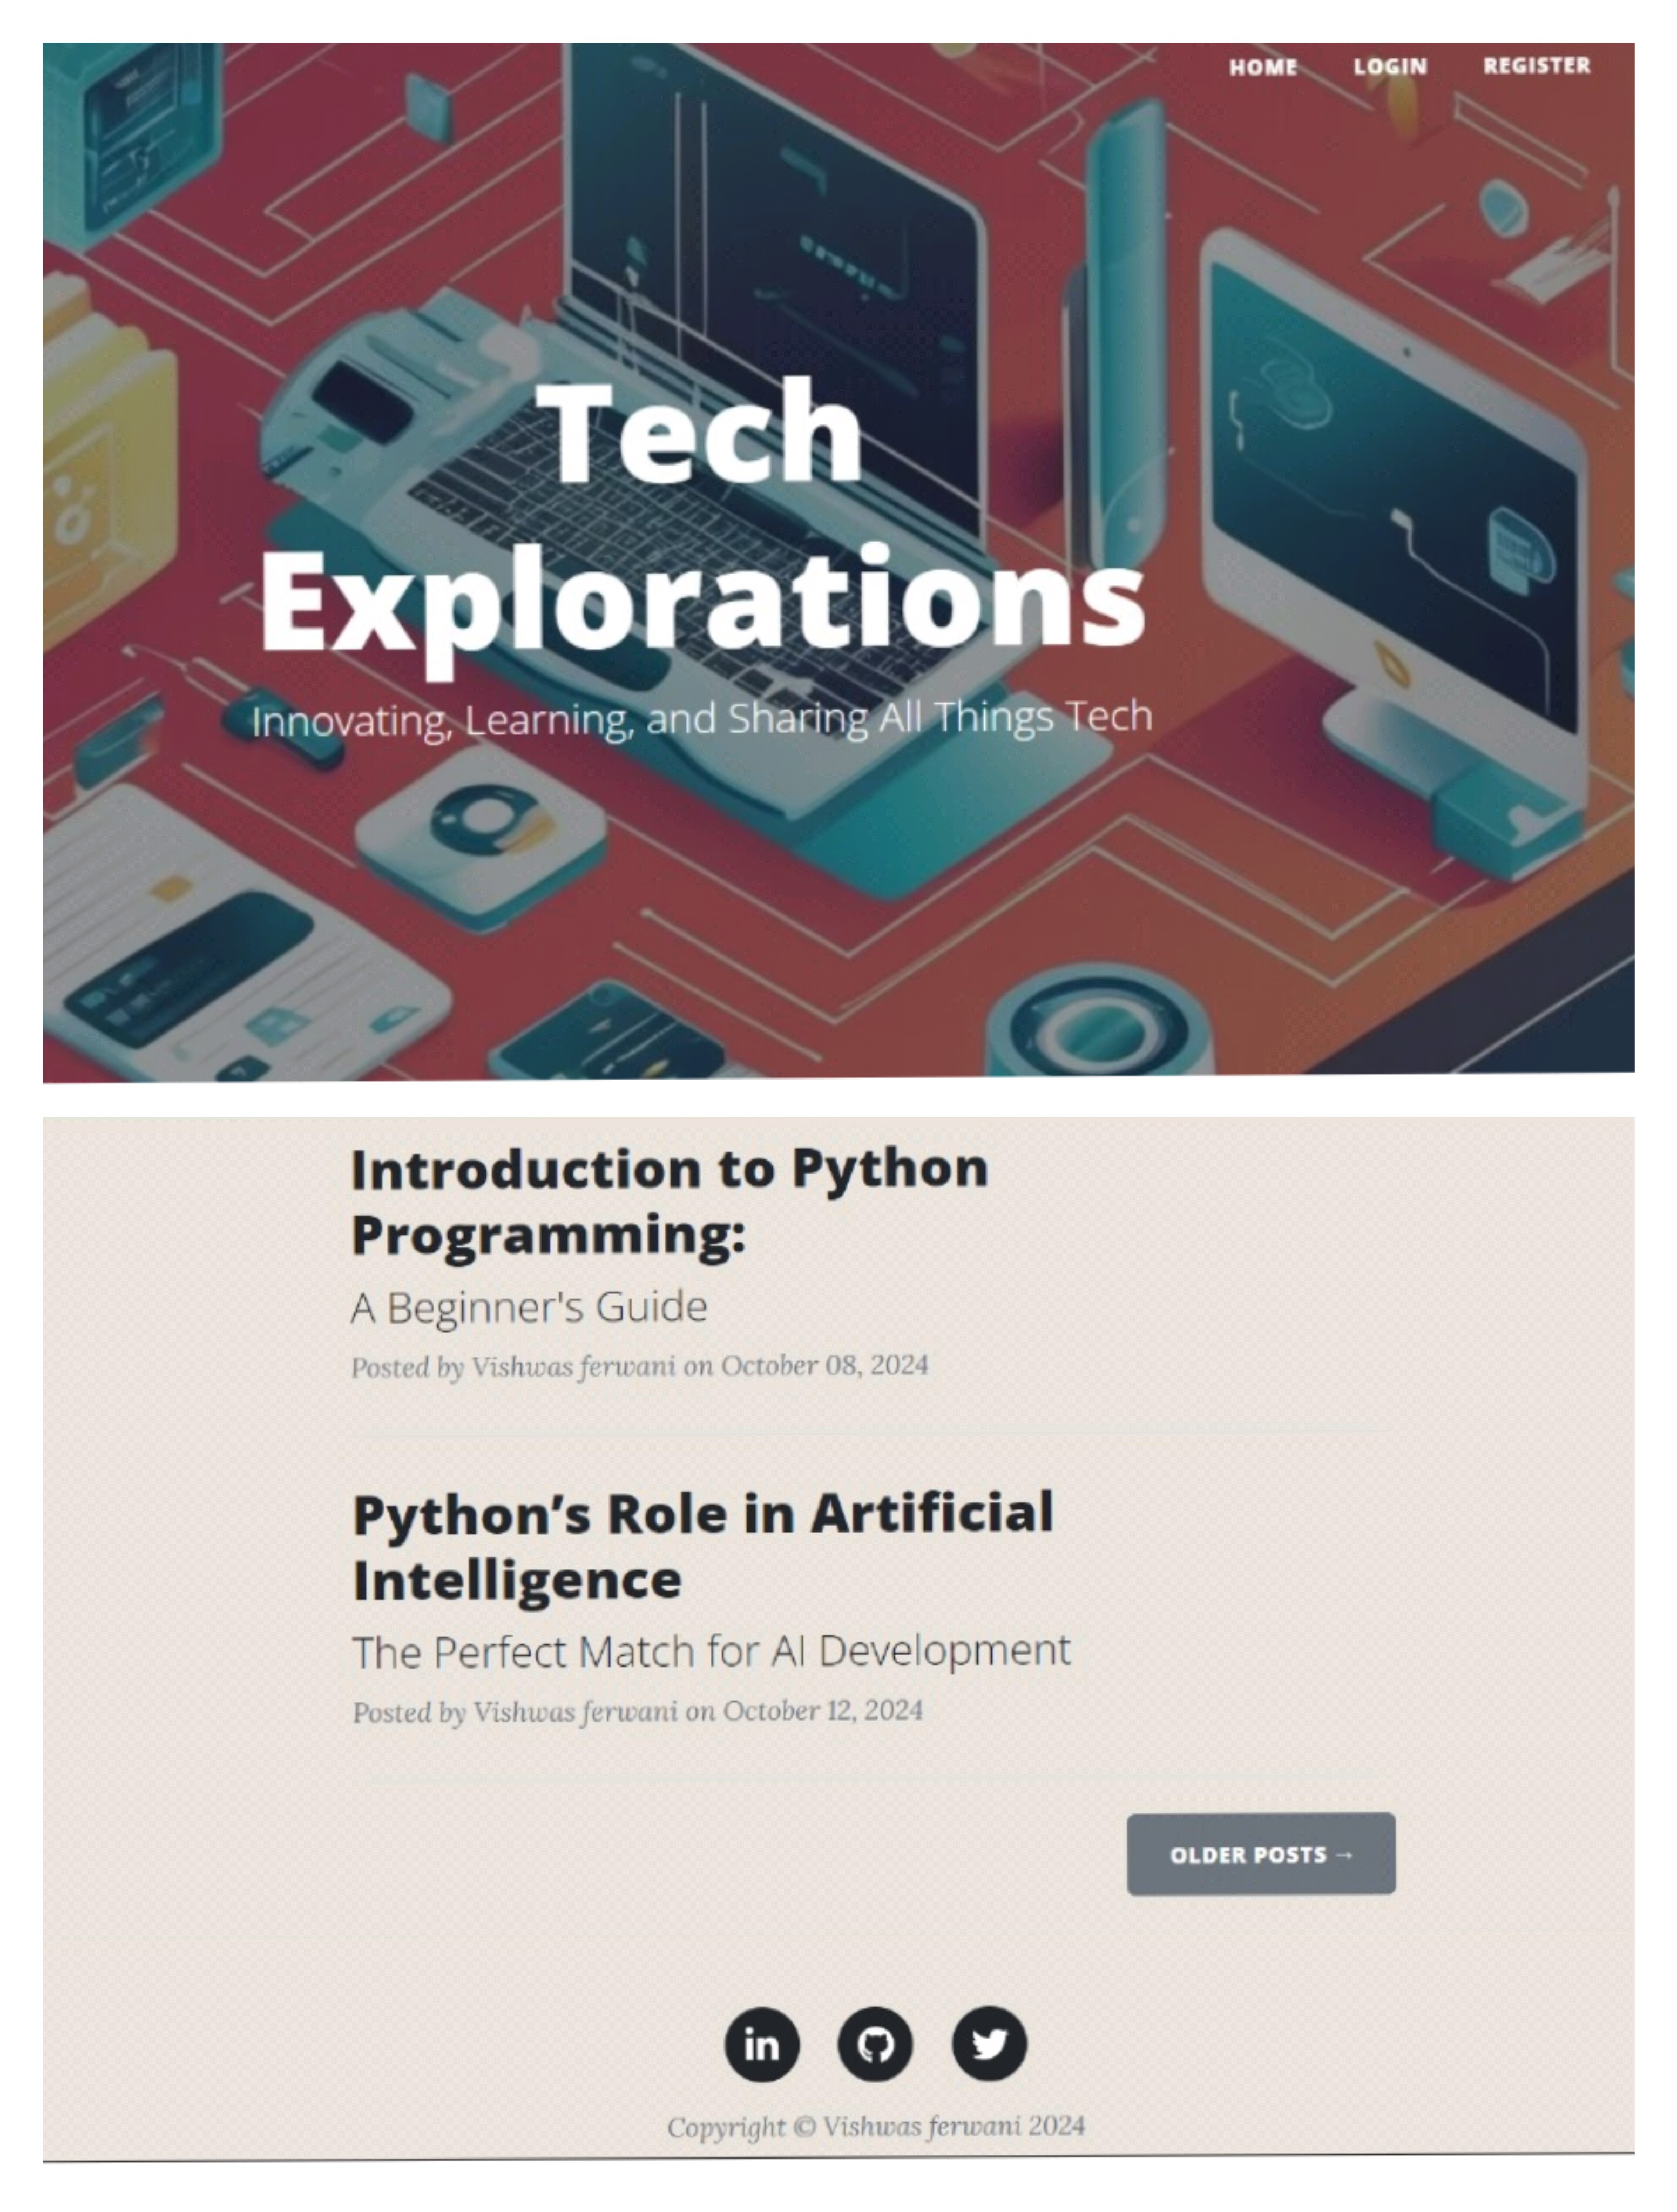 HOME LOGIN REGISTER
Tech
Explorations
Innovating, Learning, and Sharing All Things Tech
Introduction to Python
Programming:
A Beginner's Guide
Posted by Vishwas ferwani on October 08, 2024
Python’s Role in Artificial
Intelligence
The Perfect Match for AI Development
Posted by Vishwas ferwani on October 12, 2024
OLDER POSTS →
in
Copyright © Vishwas ferwani 2024